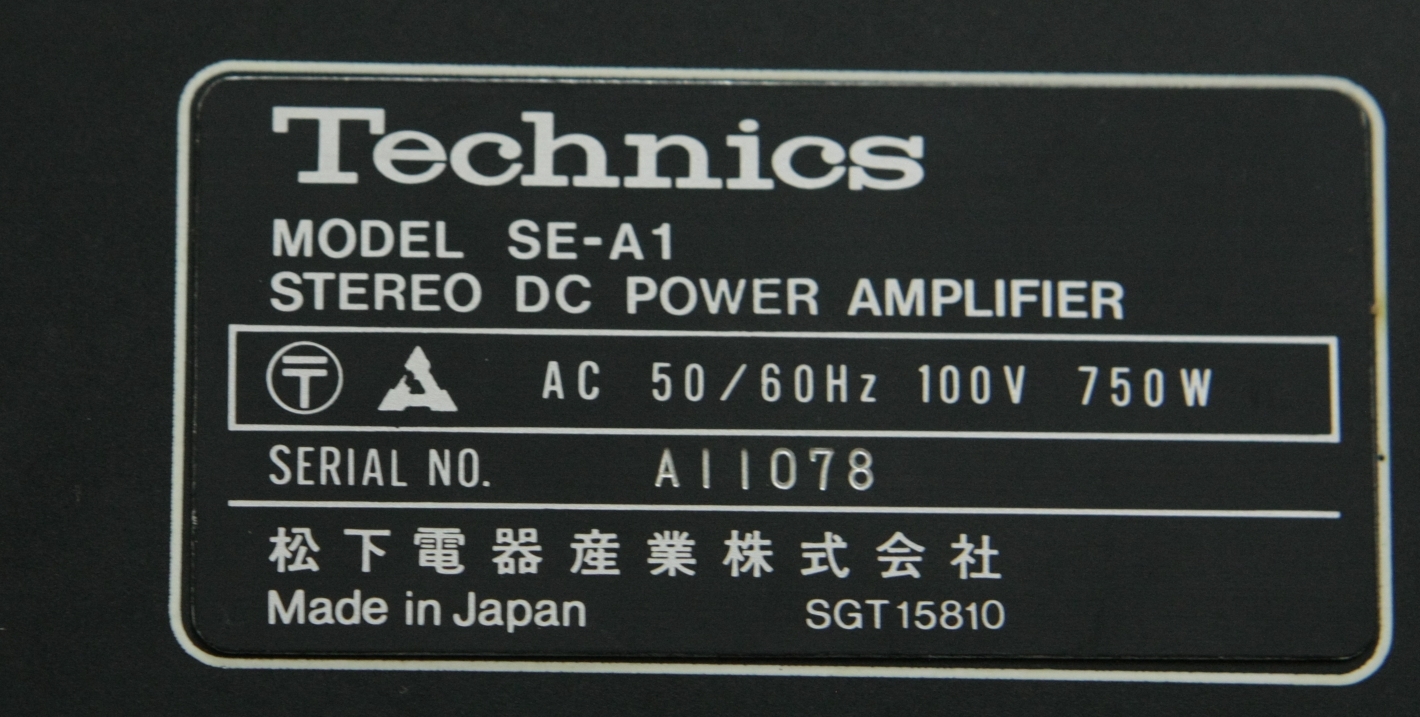 Technics
MODEL SE-A1
STEREO DC POWER AMPLIFIER
〒 AC 50/60Hz 100V 750W
SERIAL NO. A11078
松下電器産業株式会社
Made in Japan SGT15810